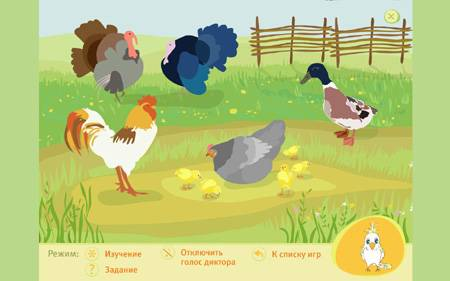 Режим: Изучение
Задание
Отключить
голос диктора
К списку игр